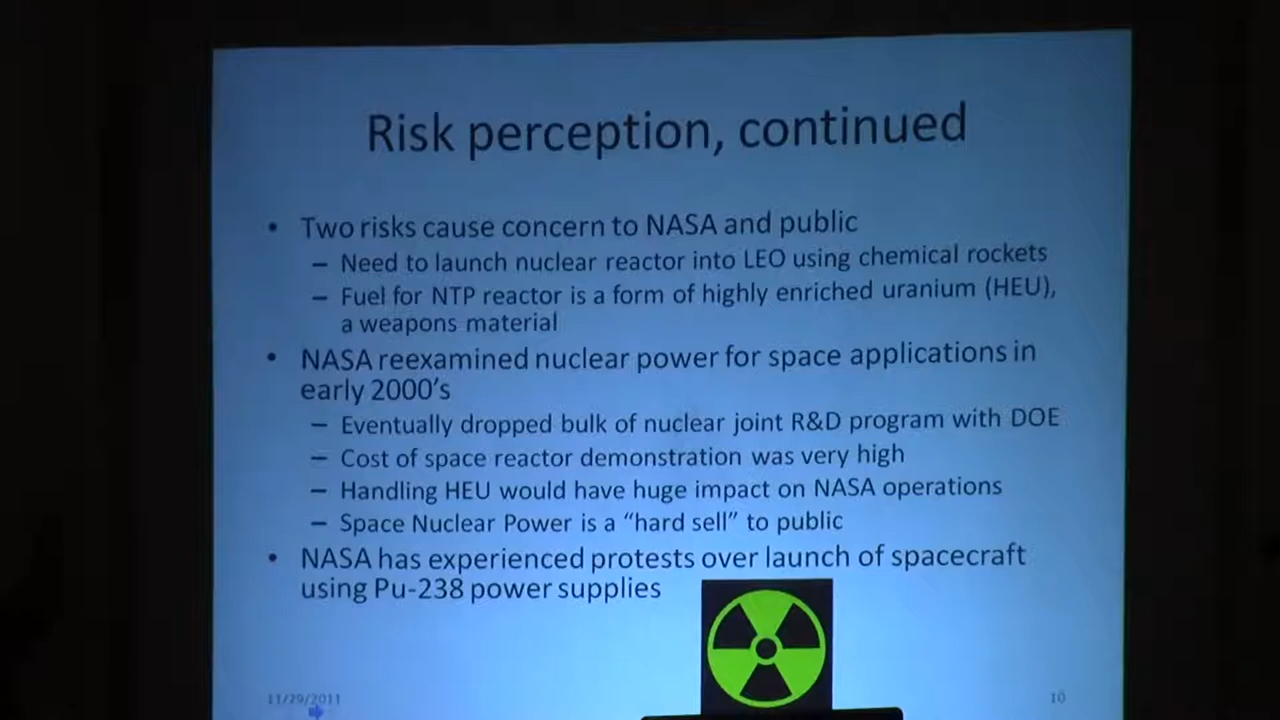 Risk perception, continued
• Two risks cause concern to NASA and public
– Need to launch nuclear reactor into LEO using chemical rockets
– Fuel for NTP reactor is a form of highly enriched uranium (HEU),
a weapons material
• NASA reexamined nuclear power for space applications in
early 2000's
– Eventually dropped bulk of nuclear joint R&D program with DOE
– Cost of space reactor demonstration was very high
– Handling HEU would have huge impact on NASA operations
– Space Nuclear Power is a "hard sell" to public
• NASA has experienced protests over launch of spacecraft
using Pu-238 power supplies
11/29/2011
10